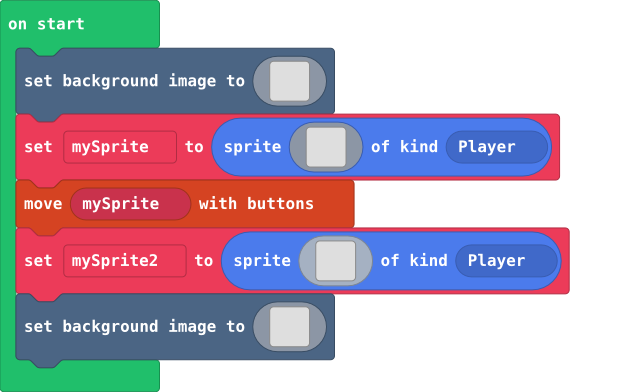 on start
set background image to
set mySprite to sprite of kind Player
move mySprite with buttons
set mySprite2 to sprite of kind Player
set background image to